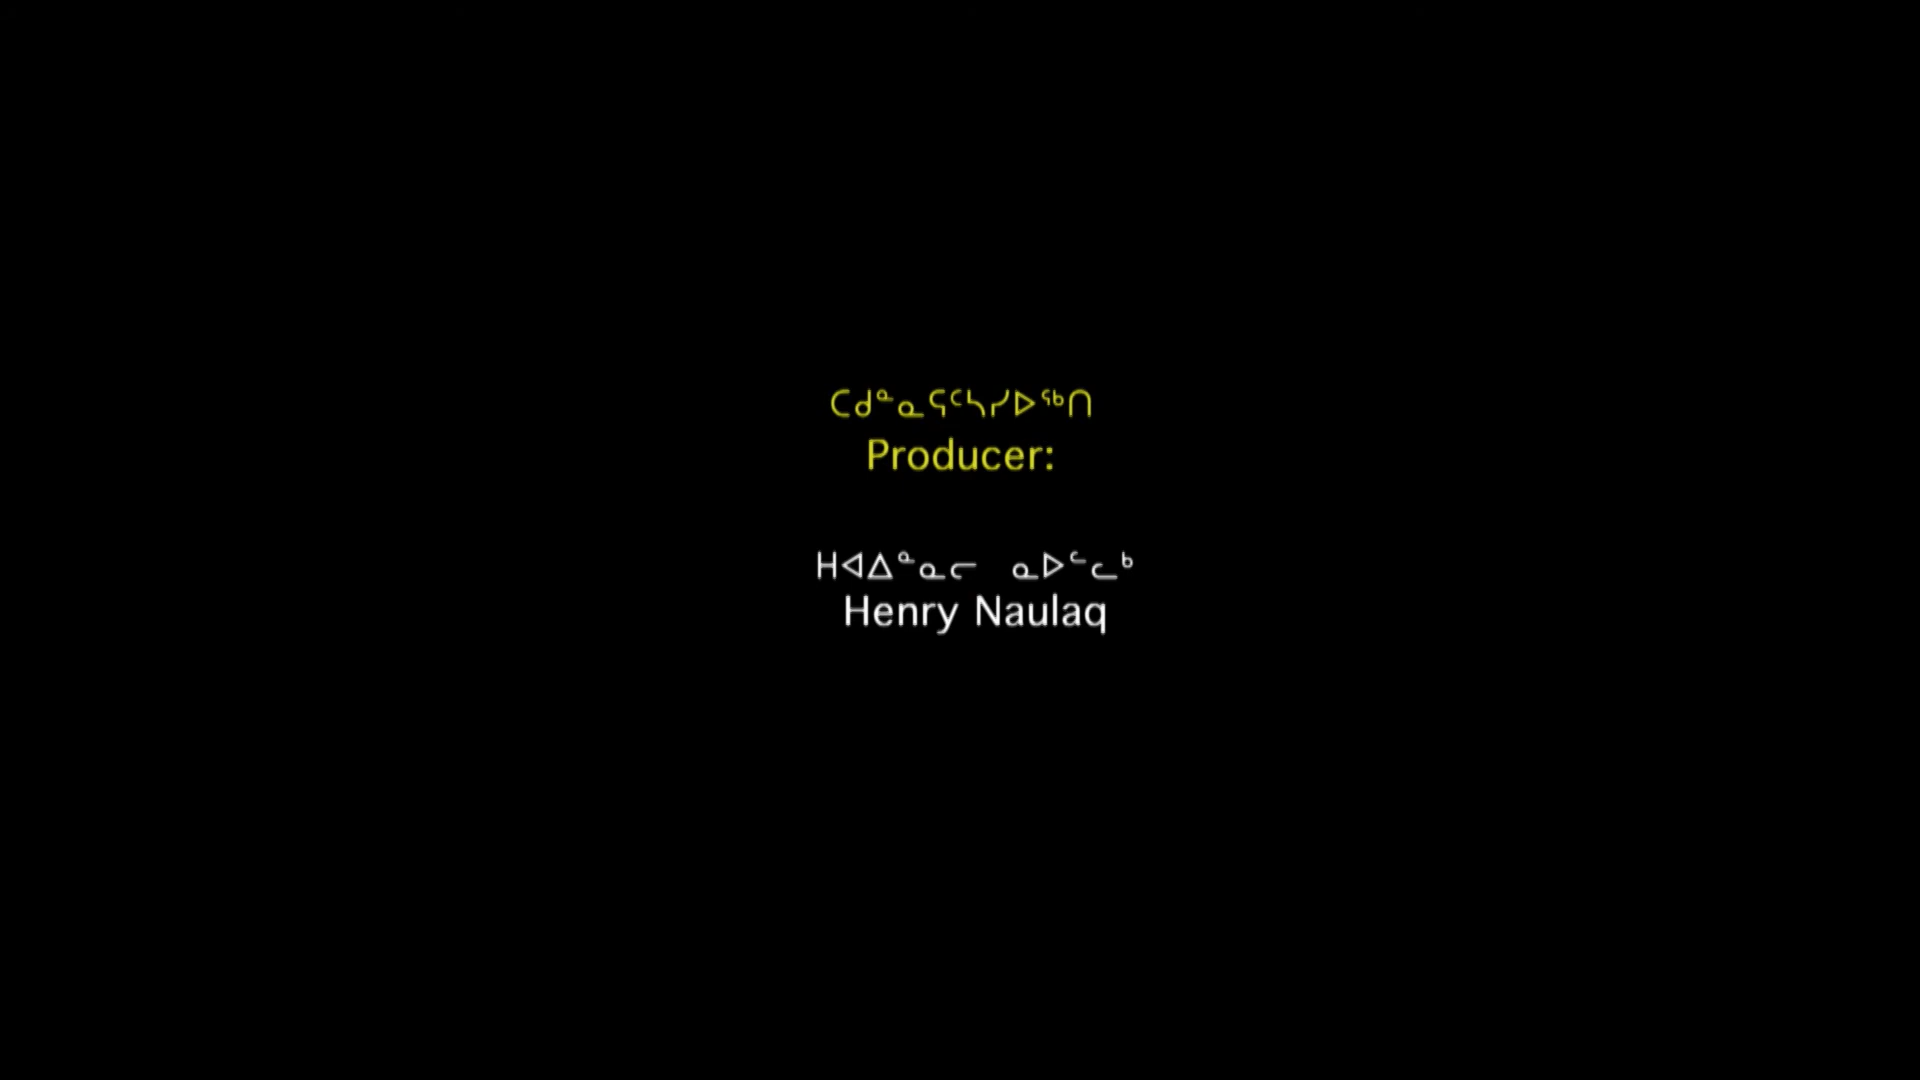 ᑕᑯᓐᓇᕋᑦᓴᓯᐅᖅᑎ
Producer:
Hᐊᐃᓐᓇᓕ ᓇᐅᓪᓚᒃ
Henry Naulaq